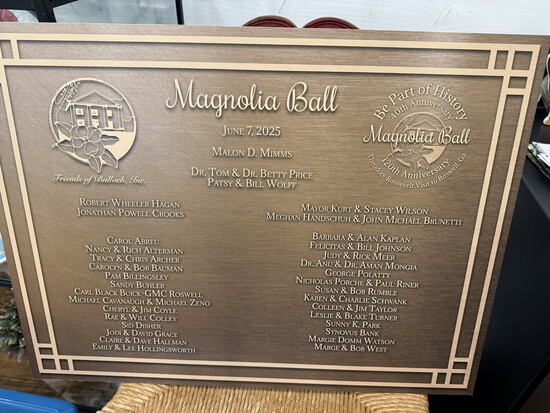 Magnolia Ball
June 7, 2025
Malon D. Mimms
Dr. Tom & Dr. Betty Price
Patsy & Bill Wolff
Friends of Bulloch, Inc.
Be Part of History
40th Anniversary
Magnolia Ball
120th Anniversary
Theodore Roosevelt Visit to Roswell, Ga
Robert Wheeler Hagan
Jonathan Powell Crooks
Mayor Kurt & Stacey Wilson
Meghan Handschuh & John Michael Brunetti
Carol Abreu
Nancy & Rich Alterman
Tracy & Chris Archer
Carolyn & Bob Bauman
Pam Billingsley
Sandy Buhler
Carl Black Buick-GMC Roswell
Michael Cavanaugh & Michael Zeno
Cheryl & Jim Coyle
Rae & Will Colley
Sid Disher
Jodi & David Grace
Claire & Dave Hallman
Emily & Lee Hollingsworth
Barbara & Alan Kaplan
Felicitas & Bill Johnson
Judy & Rick Meer
Dr. Anu & Dr. Aman Mongia
George Polatty
Nicholas Porche & Paul Riner
Susan & Bob Rumble
Karen & Charlie Schwank
Colleen & Jim Taylor
Leslie & Blake Turner
Sunny K. Park
Synovus Bank
Margie Domm Watson
Marge & Bob West